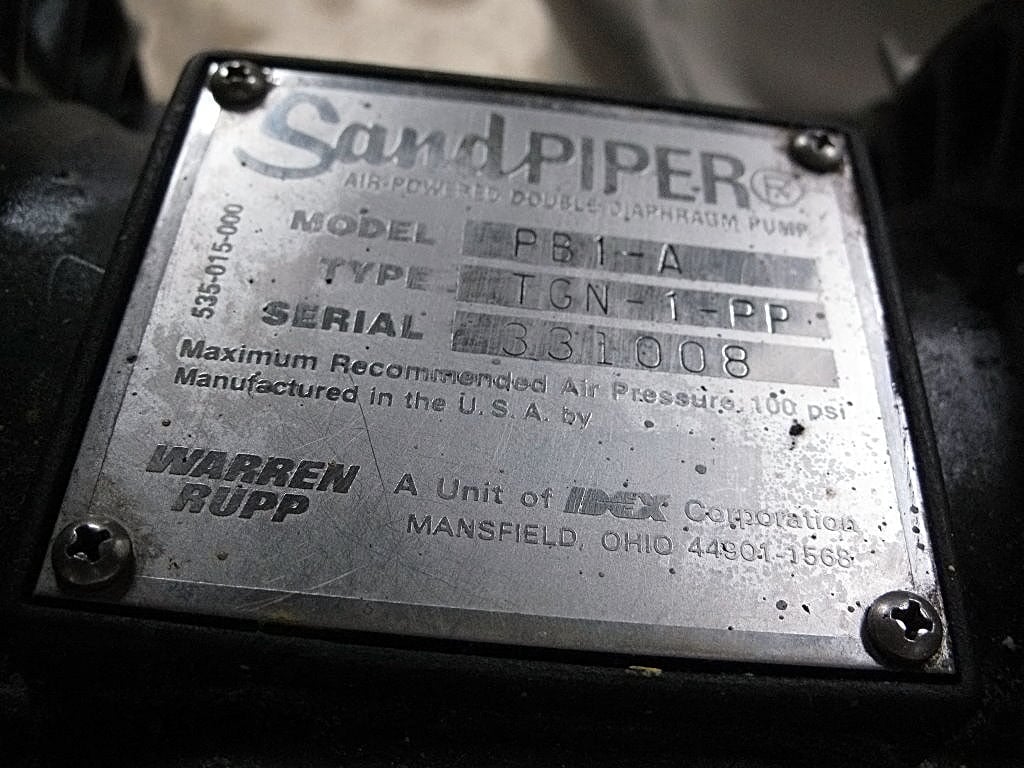 SandPIPER®
AIR-POWERED DOUBLE-DIAPHRAGM PUMP
MODEL PB1-A
TYPE TGN-1-PP
SERIAL 331008
535-015-000
Maximum Recommended Air Pressure 100 psi
Manufactured in the U.S.A. by
WARREN
RUPP
A Unit of IDEX Corporation
MANSFIELD, OHIO 44901-1568